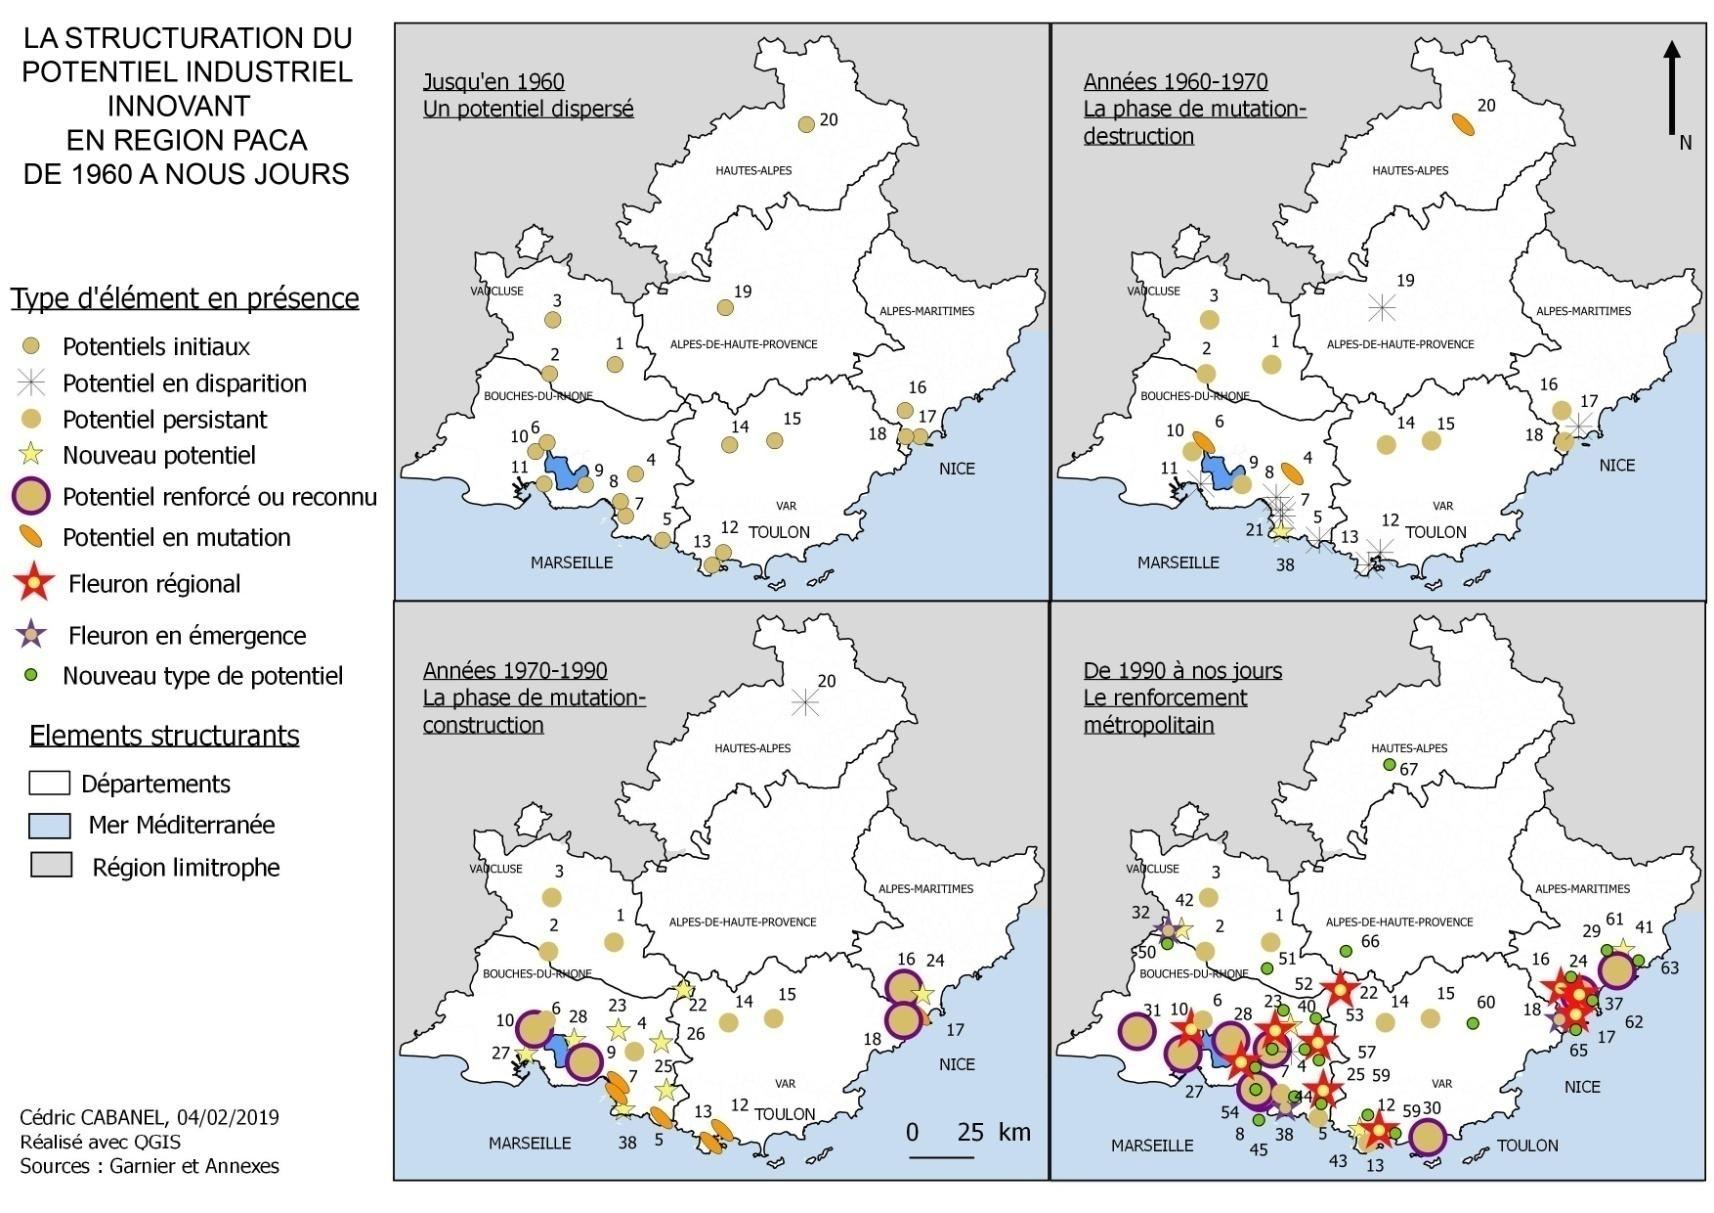 LA STRUCTURATION DU
POTENTIEL INDUSTRIEL
INNOVANT
EN REGION PACA
DE 1960 A NOUS JOURS
Type d'élément en présence
Potentiels initiaux
Potentiel en disparition
Potentiel persistant
Nouveau potentiel
Potentiel renforcé ou reconnu
Potentiel en mutation
Fleuron régional
Fleuron en émergence
Nouveau type de potentiel
Elements structurants
Départements
Mer Méditerranée
Région limitrophe
Cédric CABANEL, 04/02/2019
Réalisé avec QGIS
Sources : Garnier et Annexes
Jusqu'en 1960
Un potentiel dispersé
20
HAUTES-ALPES
VAUCLUSE
3
19
ALPES-MARITIMES
2
1
ALPES-DE-HAUTE-PROVENCE
BOUCHES-DU-RHONE
16
17
18
14
15
10
6
11
9
8
4
7
5
13
12
NICE
VAR
TOULON
MARSEILLE
Années 1960-1970
La phase de mutation-
destruction
N
20
HAUTES-ALPES
VAUCLUSE
3
19
ALPES-MARITIMES
2
1
ALPES-DE-HAUTE-PROVENCE
BOUCHES-DU-RHONE
16
17
18
14
15
10
6
11
9
8
4
7
21
5
13
12
38
NICE
VAR
TOULON
MARSEILLE
Années 1970-1990
La phase de mutation-
construction
20
HAUTES-ALPES
VAUCLUSE
3
ALPES-MARITIMES
2
1
ALPES-DE-HAUTE-PROVENCE
BOUCHES-DU-RHONE
16
24
22
14
15
10
6
28
23
4
26
18
17
27
9
7
25
38
5
13
12
NICE
VAR
TOULON
MARSEILLE
0 25 km
De 1990 à nos jours
Le renforcement
métropolitain
HAUTES-ALPES
67
VAUCLUSE
3
ALPES-MARITIMES
32
42
2
1
ALPES-DE-HAUTE-PROVENCE
50
66
51
BOUCHES-DU-RHONE
29
61
41
63
16
24
52
22
14
15
60
31
10
6
28
23
40
53
18
37
62
17
65
57
4
7
25
59
27
54
44
8
45
38
5
12
59
30
43
13
NICE
VAR
TOULON
MARSEILLE